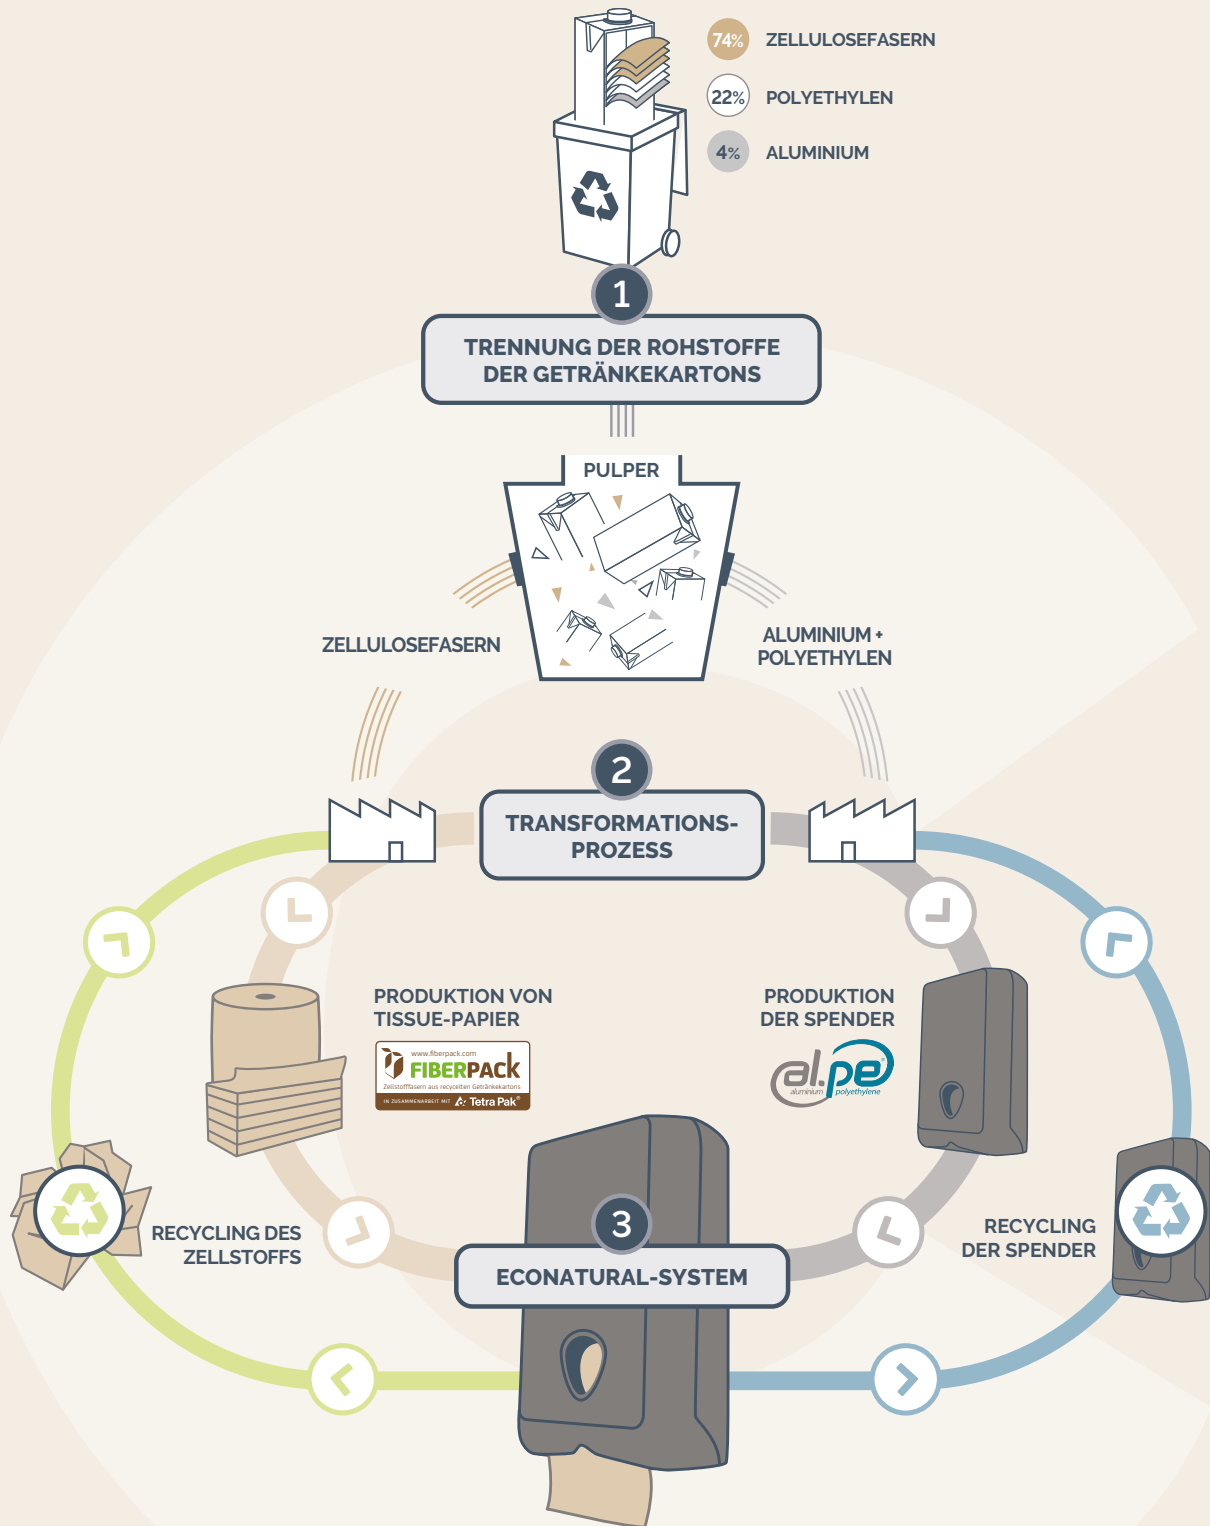 74% ZELLULOSEFASERN
22% POLYETHYLEN
4% ALUMINIUM
1
TRENNUNG DER ROHSTOFFE
DER GETRÄNKEKARTONS
PULPER
ZELLULOSEFASERN
ALUMINIUM +
POLYETHYLEN
2
TRANSFORMATIONS-
PROZESS
PRODUKTION VON
TISSUE-PAPIER
www.fiberpack.com
FIBERPACK
Zellstofffasern aus recycelten Getränkekartons
IN ZUSAMMENARBEIT MIT Tetra Pak®
PRODUKTION
DER SPENDER
al.pe®
aluminium polyethylene
RECYCLING DES
ZELLSTOFFS
RECYCLING
DER SPENDER
3
ECONATURAL-SYSTEM